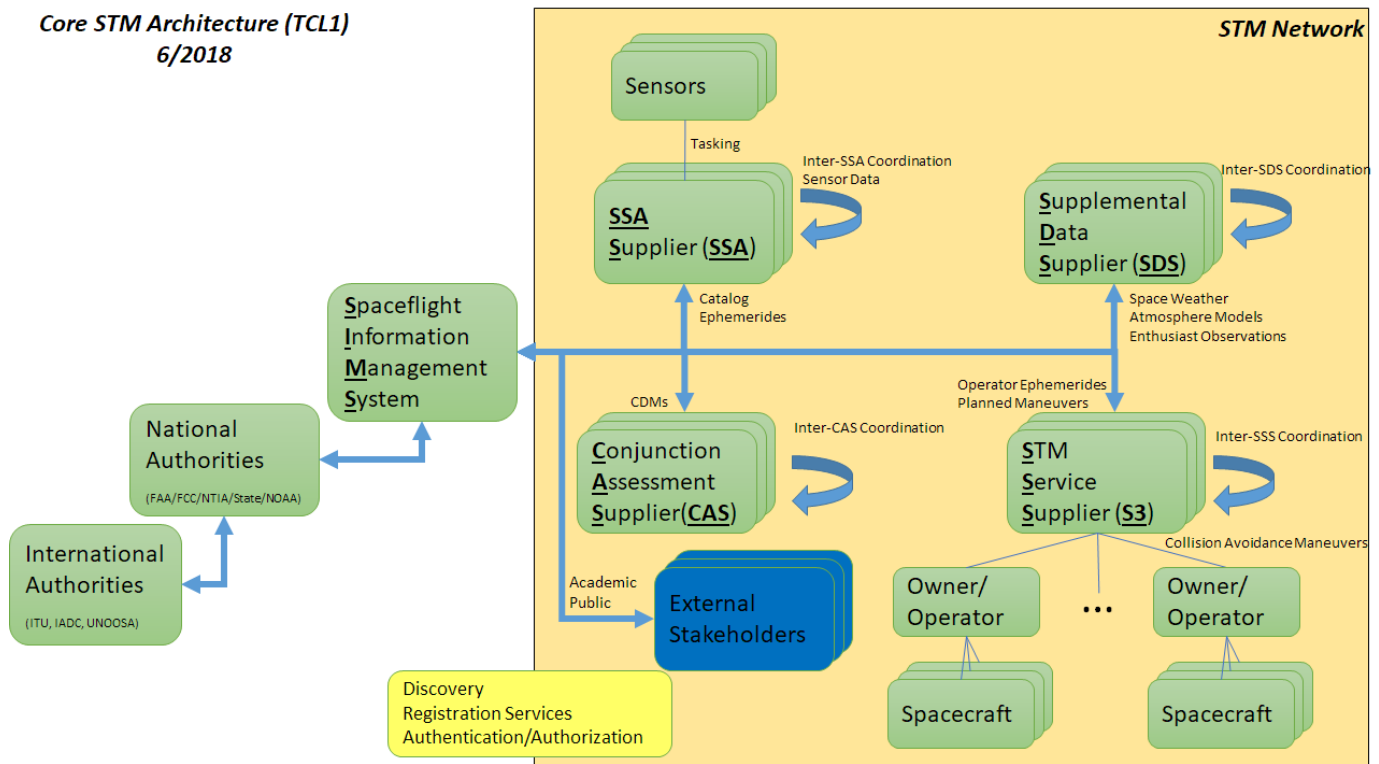 Core STM Architecture (TCL1)
6/2018
STM Network
Sensors
Tasking
Inter-SSA Coordination
Sensor Data
Inter-SDS Coordination
SSA
Supplier (SSA)
Supplemental
Data
Supplier (SDS)
Catalog
Ephemerides
Space Weather
Atmosphere Models
Enthusiast Observations
Spaceflight
Information
Management
System
CDMs
Operator Ephemerides
Planned Maneuvers
National
Authorities
(FAA/FCC/NTIA/State/NOAA)
Inter-CAS Coordination
Inter-SSS Coordination
Conjunction
Assessment
Supplier(CAS)
STM
Service
Supplier (S3)
Collision Avoidance Maneuvers
International
Authorities
(ITU, IADC, UNOOSA)
Academic
Public
External
Stakeholders
Owner/
Operator
...
Owner/
Operator
Discovery
Registration Services
Authentication/Authorization
Spacecraft
Spacecraft